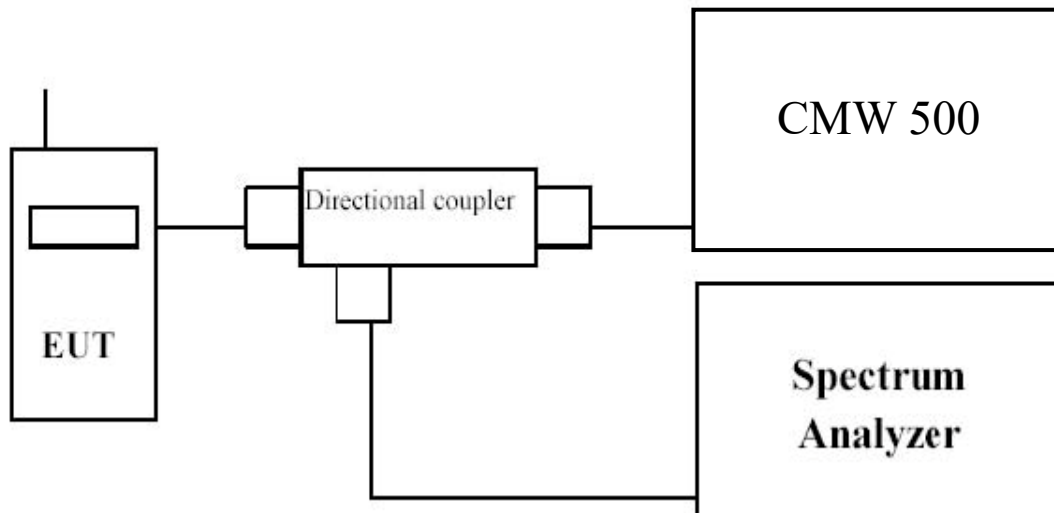 CMW 500
Directional coupler
EUT
Spectrum
Analyzer